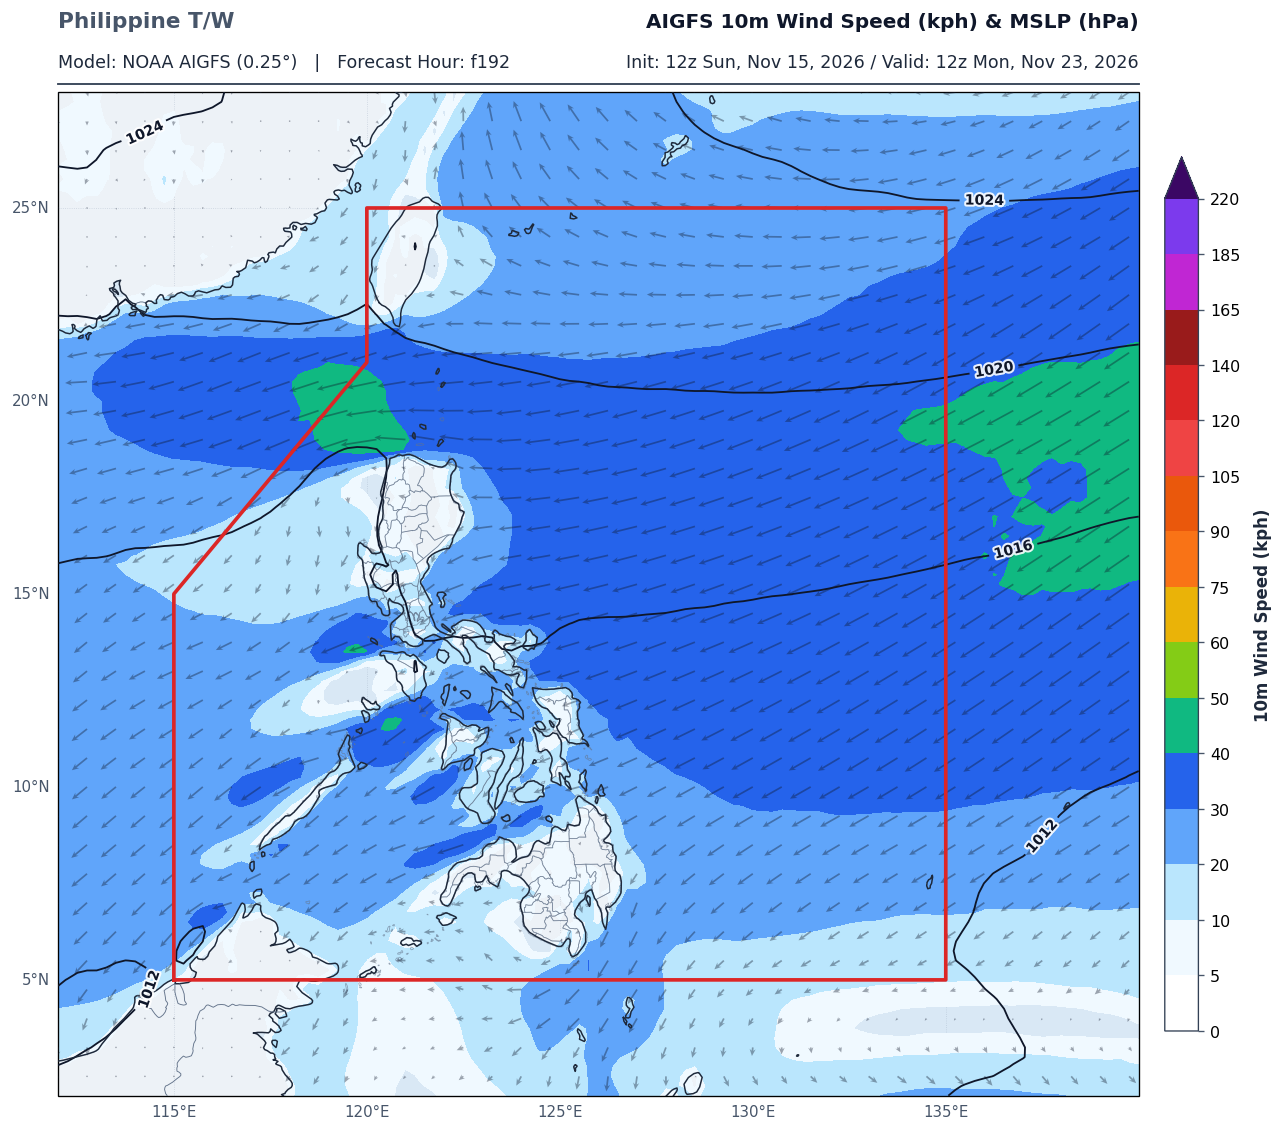 Philippine T/W
AIGFS 10m Wind Speed (kph) & MSLP (hPa)
Model: NOAA AIGFS (0.25°) | Forecast Hour: f192
Init: 12z Sun, Nov 15, 2026 / Valid: 12z Mon, Nov 23, 2026
1024
1024
1020
1016
1012
1012
25°N
20°N
15°N
10°N
5°N
115°E
120°E
125°E
130°E
135°E
220
185
165
140
120
105
90
75
60
50
40
30
20
10
5
0
10m Wind Speed (kph)